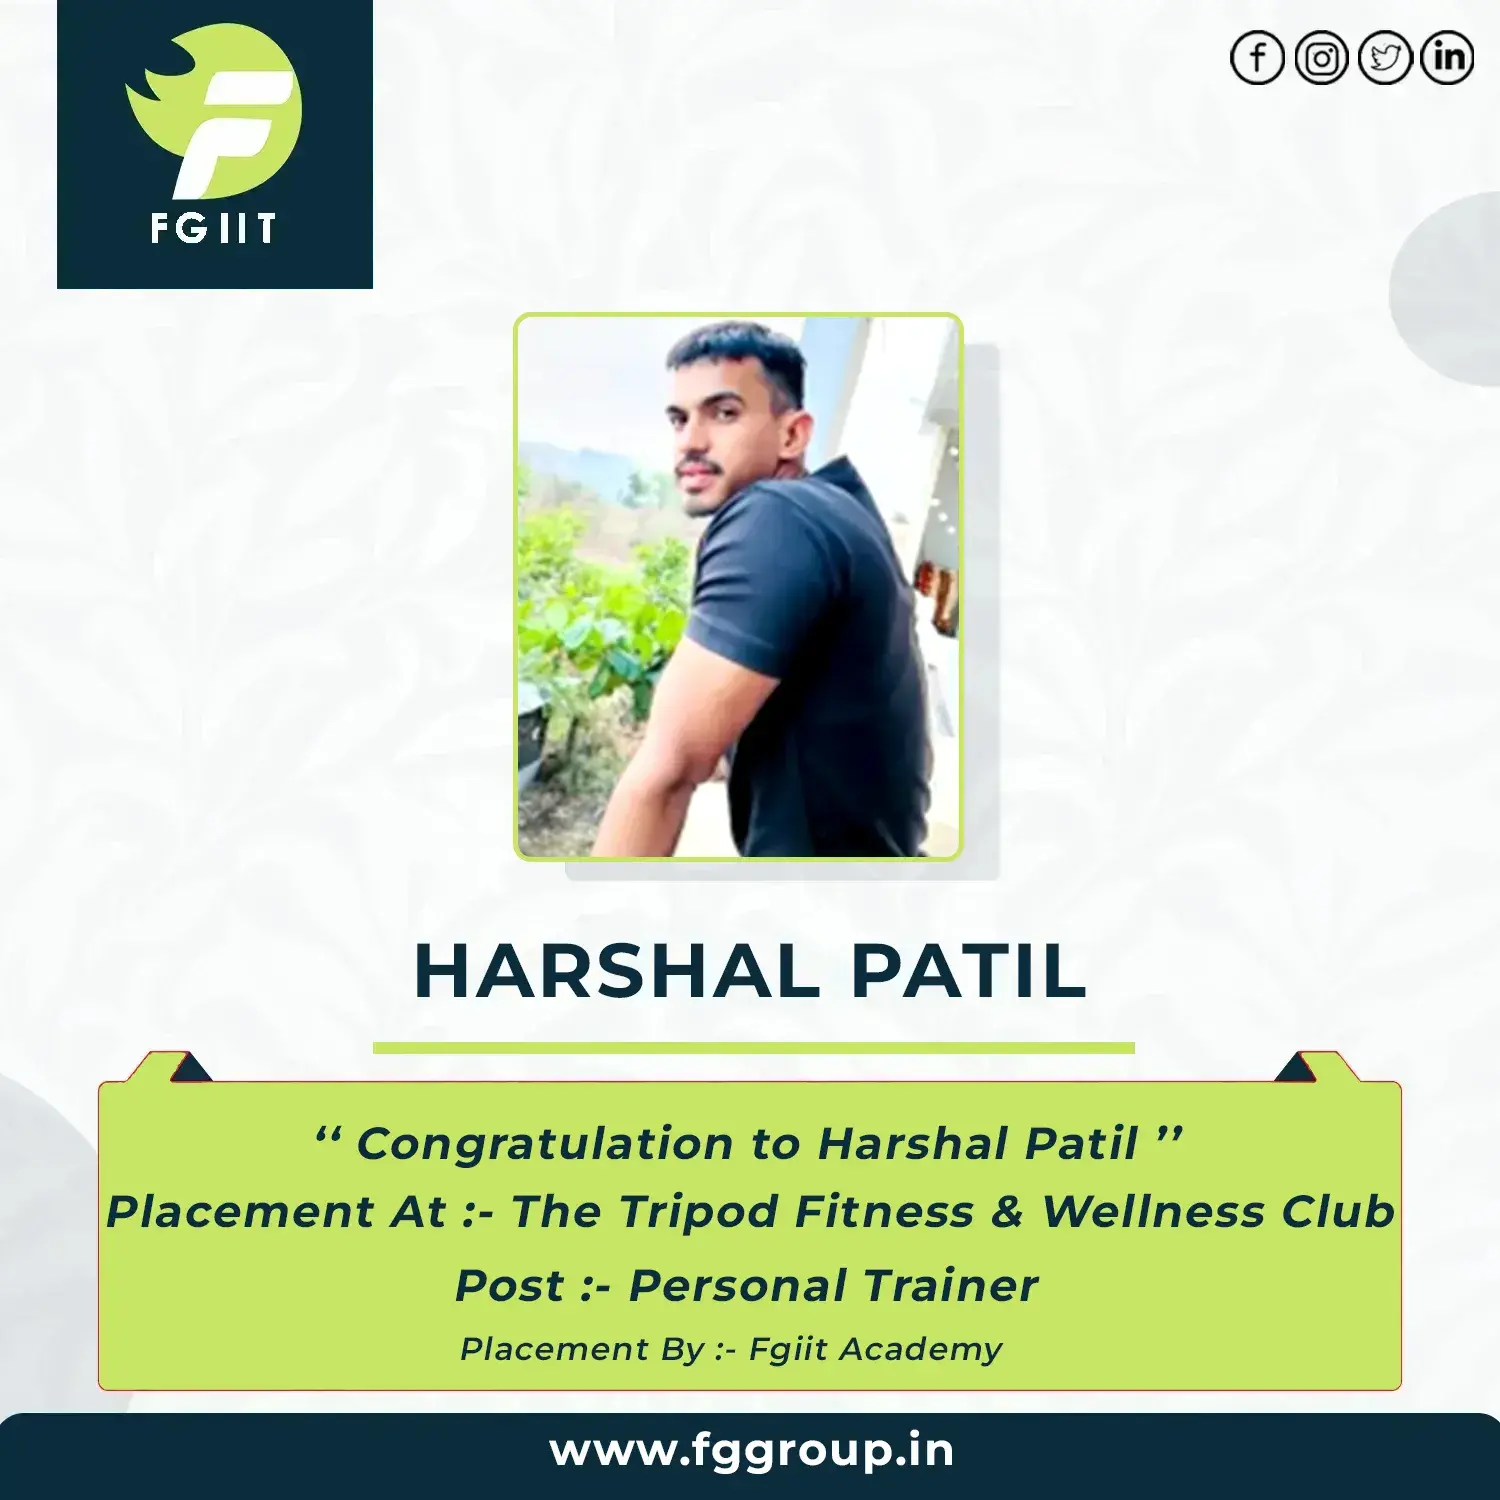 FGIIT
HARSHAL PATIL
‘‘ Congratulation to Harshal Patil ’’
Placement At :- The Tripod Fitness & Wellness Club
Post :- Personal Trainer
Placement By :- Fgiit Academy
www.fggroup.in